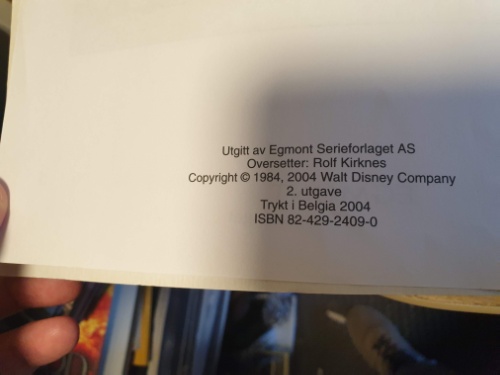 Utgitt av Egmont Serieforlaget AS
Oversetter: Rolf Kirknes
Copyright © 1984, 2004 Walt Disney Company
2. utgave
Trykt i Belgia 2004
ISBN 82-429-2409-0